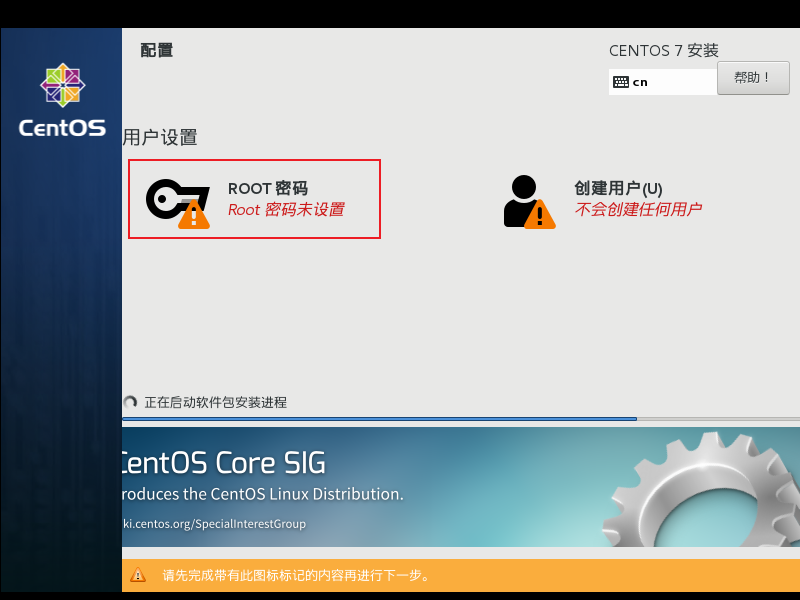 配置
CENTOS 7 安装
cn
帮助！
CentOS
用户设置
ROOT 密码
Root 密码未设置
创建用户(U)
不会创建任何用户
正在启动软件包安装进程
CentOS Core SIG
roduces the CentOS Linux Distribution.
ki.centos.org/SpecialInterestGroup
请先完成带有此图标标记的内容再进行下一步。